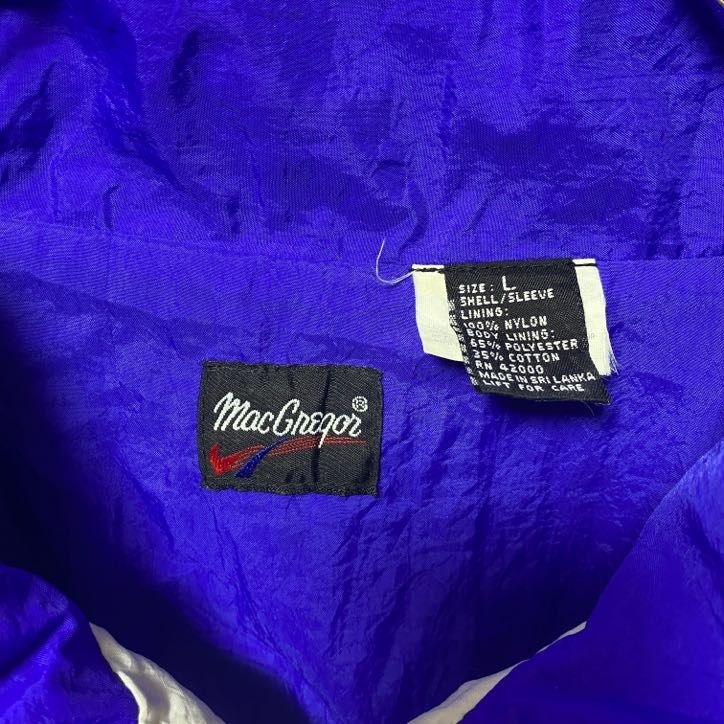 SIZE: L
SHELL/SLEEVE
LINING:
100% NYLON
BODY LINING:
65% POLYESTER
35% COTTON
RN 42000
MADE IN SRI LANKA
LIFT FOR CARE
MacGregor®